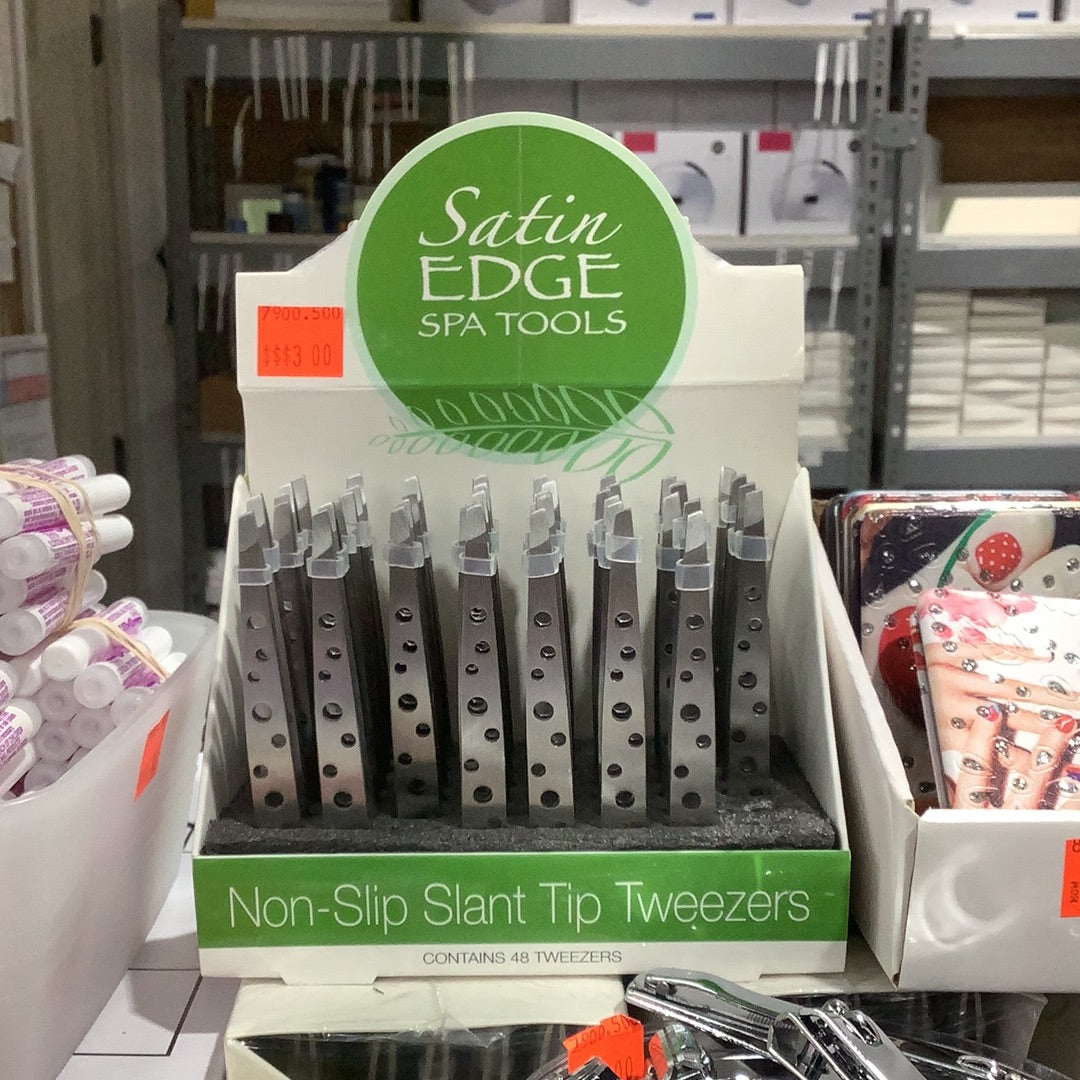 Satin
EDGE
SPA TOOLS
7900.500
$$$3 00
Non-Slip Slant Tip Tweezers
CONTAINS 48 TWEEZERS